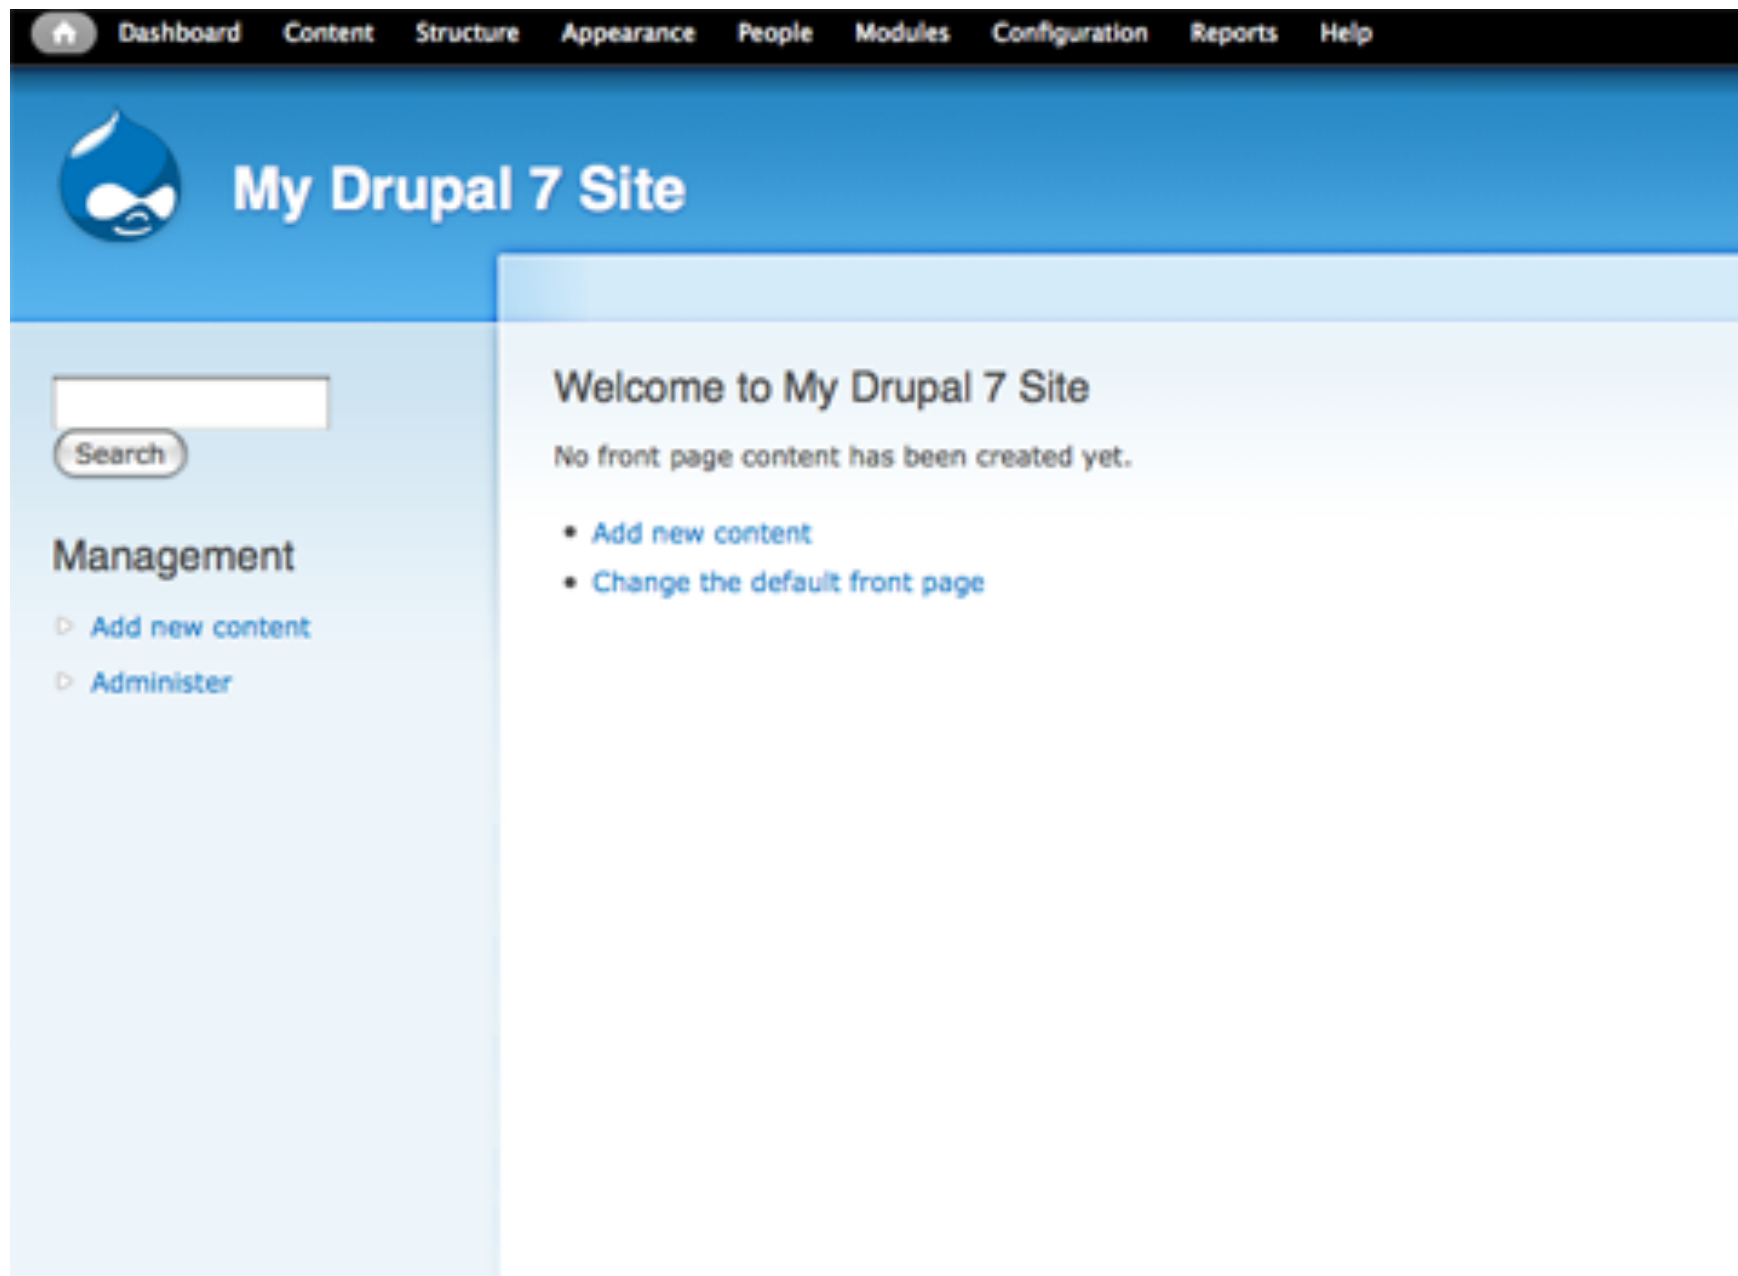 Dashboard Content Structure Appearance People Modules Configuration Reports Help
My Drupal 7 Site
Search
Management
Add new content
Administer
Welcome to My Drupal 7 Site
No front page content has been created yet.
Add new content
Change the default front page